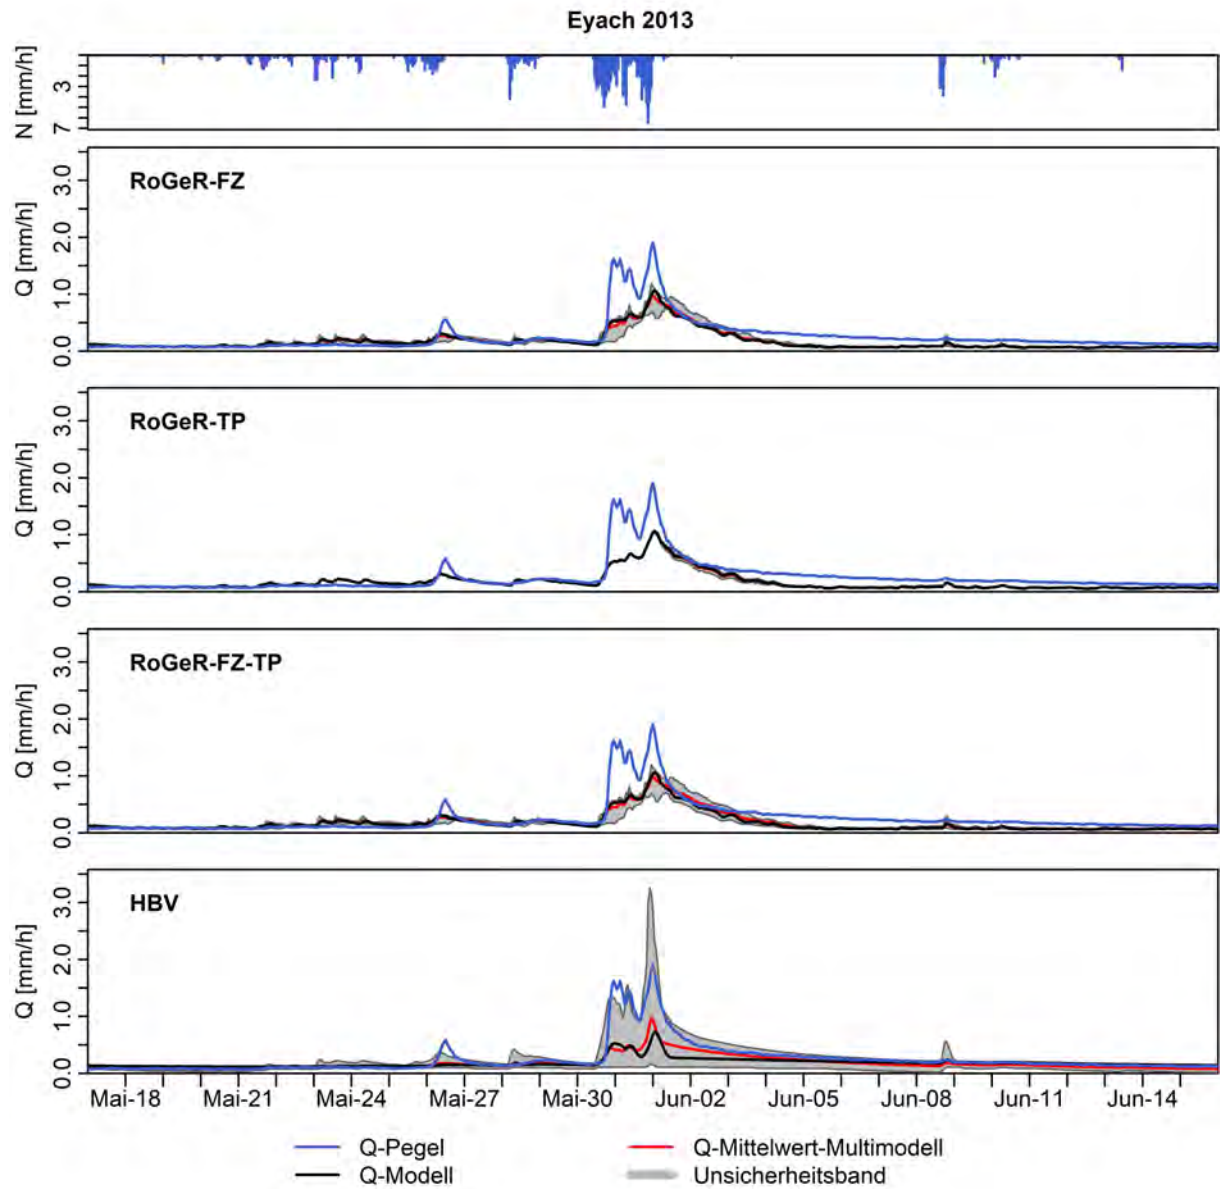 Eyach 2013
N [mm/h]
3
7
RoGeR-FZ
Q [mm/h]
3.0
2.0
1.0
0.0
RoGeR-TP
Q [mm/h]
3.0
2.0
1.0
0.0
RoGeR-FZ-TP
Q [mm/h]
3.0
2.0
1.0
0.0
HBV
Q [mm/h]
3.0
2.0
1.0
0.0
Mai-18 Mai-21 Mai-24 Mai-27 Mai-30 Jun-02 Jun-05 Jun-08 Jun-11 Jun-14
Q-Pegel Q-Mittelwert-Multimodell
Q-Modell Unsicherheitsband